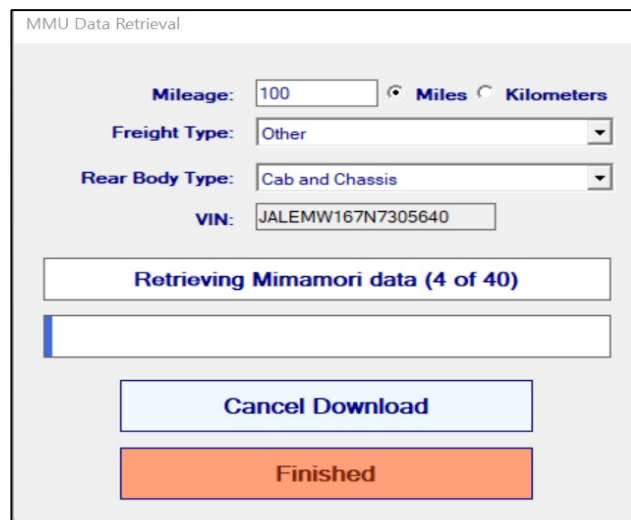 MMU Data Retrieval
Mileage: 100 Miles Kilometers
Freight Type: Other
Rear Body Type: Cab and Chassis
VIN: JALEMW167N7305640
Retrieving Mimamori data (4 of 40)
Cancel Download
Finished